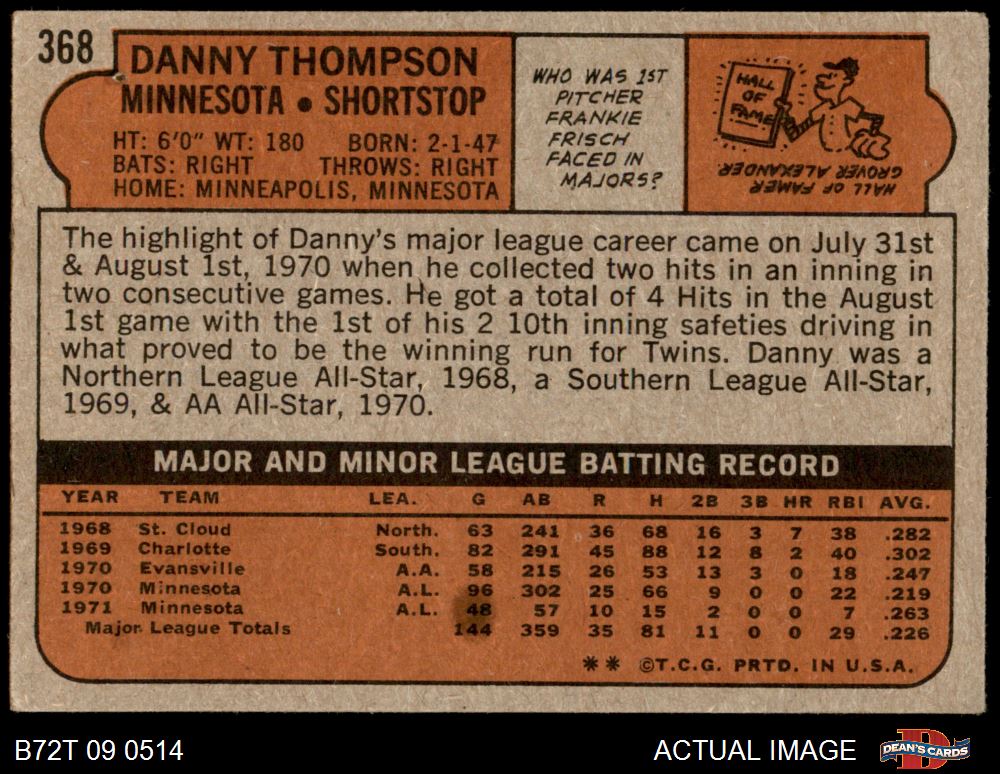 368
DANNY THOMPSON
MINNESOTA • SHORTSTOP
HT: 6'0" WT: 180 BORN: 2-1-47
BATS: RIGHT THROWS: RIGHT
HOME: MINNEAPOLIS, MINNESOTA
WHO WAS 1ST
PITCHER
FRANKIE
FRISCH
FACED IN
MAJORS?
HALL
OF
FAME
HALL OF FAMER
GROVER ALEXANDER
The highlight of Danny's major league career came on July 31st
& August 1st, 1970 when he collected two hits in an inning in
two consecutive games. He got a total of 4 Hits in the August
1st game with the 1st of his 2 10th inning safeties driving in
what proved to be the winning run for Twins. Danny was a
Northern League All-Star, 1968, a Southern League All-Star,
1969, & AA All-Star, 1970.
MAJOR AND MINOR LEAGUE BATTING RECORD
YEAR TEAM LEA. G AB R H 2B 3B HR RBI AVG.
1968 St. Cloud North. 63 241 36 68 16 3 7 38 .282
1969 Charlotte South. 82 291 45 88 12 8 2 40 .302
1970 Evansville A.A. 58 215 26 53 13 3 0 18 .247
1970 Minnesota A.L. 96 302 25 66 9 0 0 22 .219
1971 Minnesota A.L. 48 57 10 15 2 0 0 7 .263
Major League Totals 144 359 35 81 11 0 0 29 .226
** ©T.C.G. PRTD. IN U.S.A.
B72T 09 0514
ACTUAL IMAGE
DEAN'S CARDS